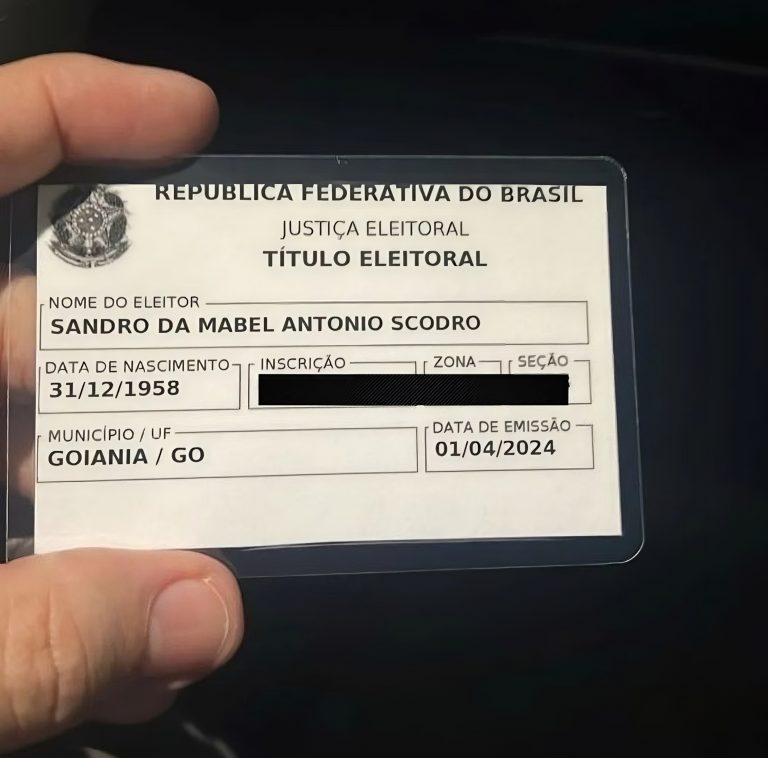 REPÚBLICA FEDERATIVA DO BRASIL
JUSTIÇA ELEITORAL
TÍTULO ELEITORAL
NOME DO ELEITOR
SANDRO DA MABEL ANTONIO SCODRO
DATA DE NASCIMENTO INSCRIÇÃO ZONA SEÇÃO
31/12/1958
MUNICÍPIO / UF DATA DE EMISSÃO
GOIANIA / GO 01/04/2024